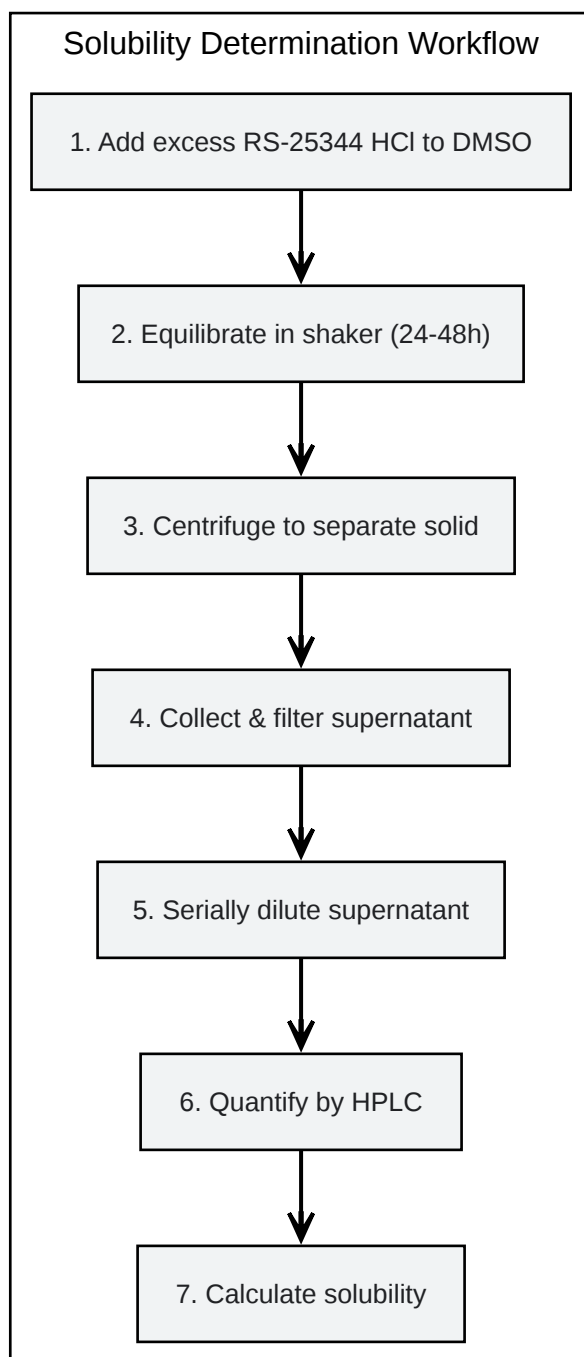 Solubility Determination Workflow
1. Add excess RS-25344 HCl to DMSO
2. Equilibrate in shaker (24-48h)
3. Centrifuge to separate solid
4. Collect & filter supernatant
5. Serially dilute supernatant
6. Quantify by HPLC
7. Calculate solubility